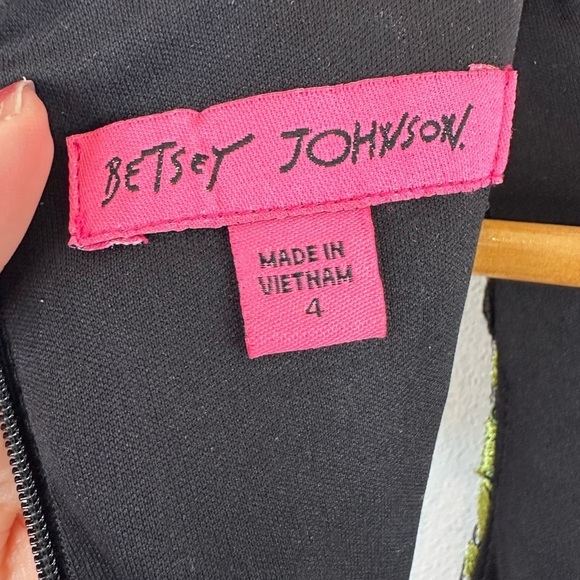 BETSEY JOHNSON.
MADE IN
VIETNAM
4